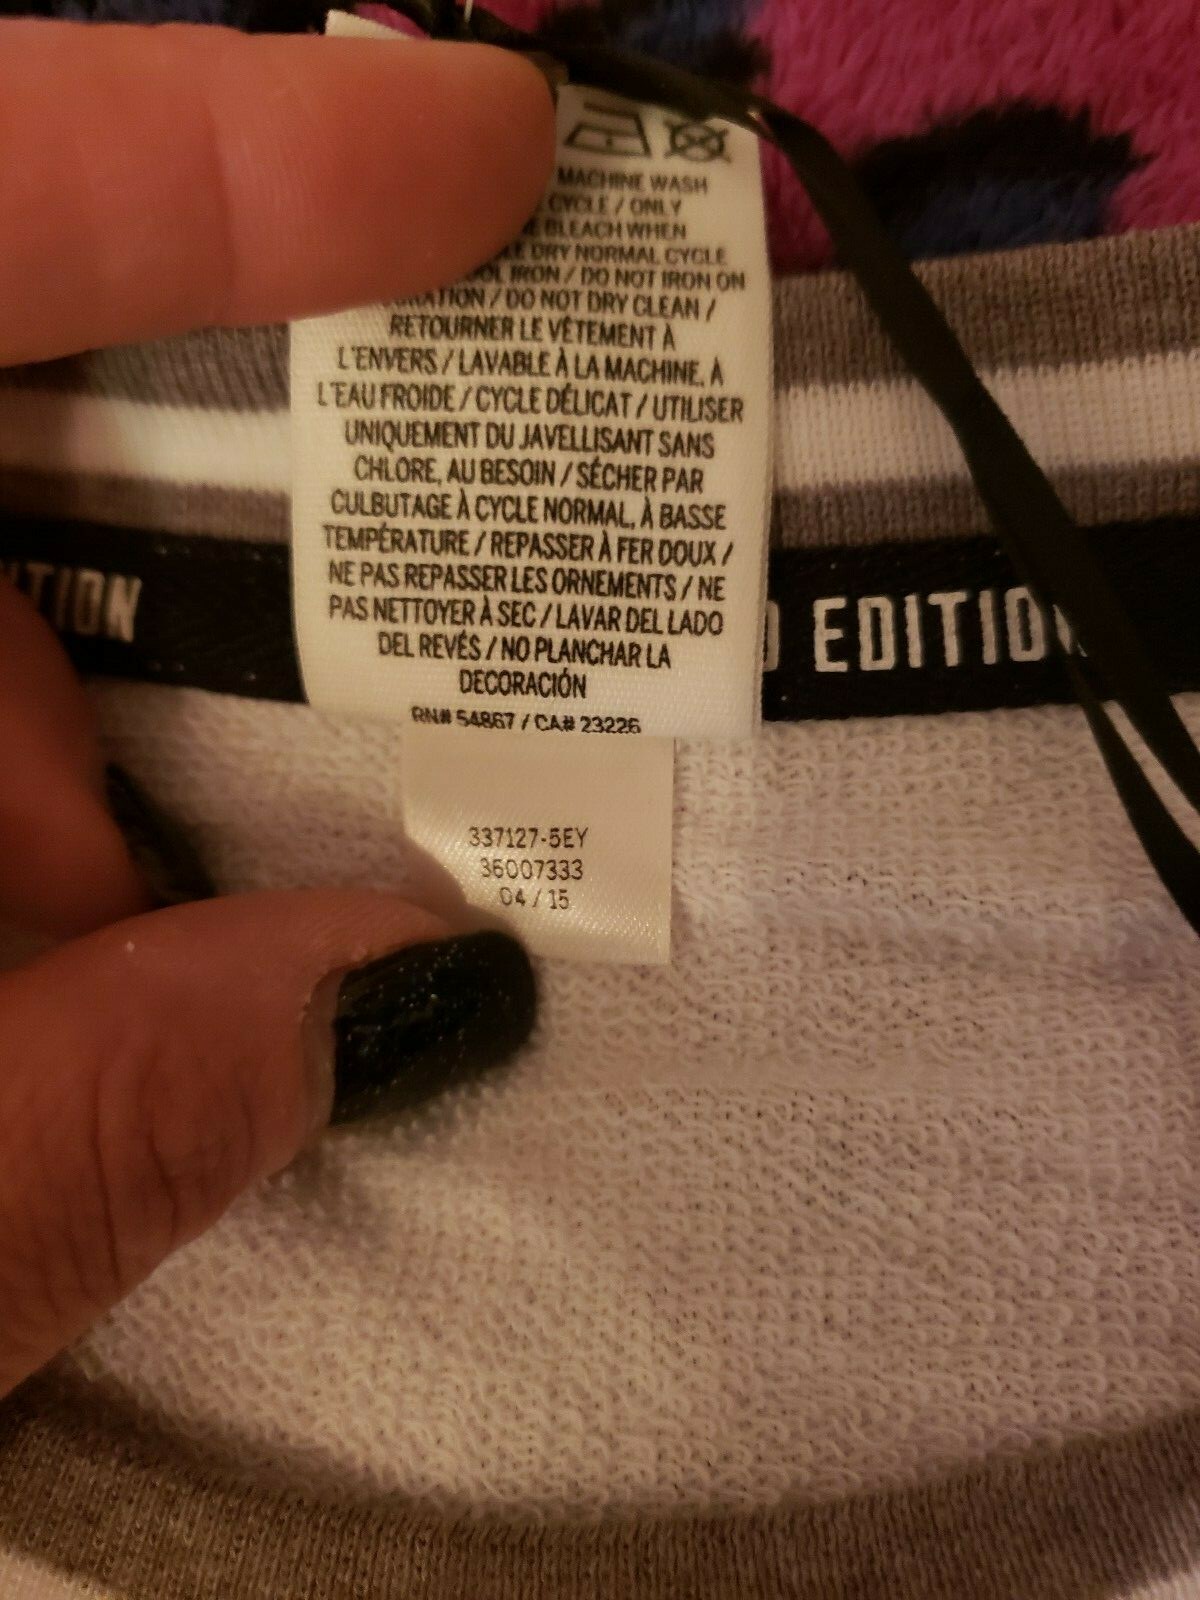 MACHINE WASH
CYCLE / ONLY
BLEACH WHEN
DRY NORMAL CYCLE
IRON / DO NOT IRON ON
/ DO NOT DRY CLEAN /
RETOURNER LE VÊTEMENT À
L'ENVERS / LAVABLE À LA MACHINE, À
L'EAU FROIDE / CYCLE DÉLICAT / UTILISER
UNIQUEMENT DU JAVELLISANT SANS
CHLORE, AU BESOIN / SÉCHER PAR
CULBUTAGE À CYCLE NORMAL, À BASSE
TEMPÉRATURE / REPASSER À FER DOUX /
NE PAS REPASSER LES ORNEMENTS / NE
PAS NETTOYER À SEC / LAVAR DEL LADO
DEL REVÉS / NO PLANCHAR LA
DECORACIÓN
RN# 54867 / CA# 23226
337127-5EY
36007333
04 / 15
EDITION